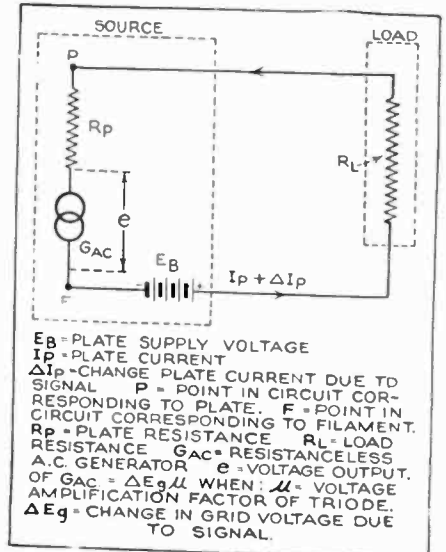 SOURCE
LOAD
P
Rp
RL
e
GAC
EB
Ip + ΔIp
F
EB=PLATE SUPPLY VOLTAGE
Ip=PLATE CURRENT
ΔIp=CHANGE PLATE CURRENT DUE TO
SIGNAL P = POINT IN CIRCUIT COR-
RESPONDING TO PLATE. F=POINT IN
CIRCUIT CORRESPONDING TO FILAMENT.
Rp=PLATE RESISTANCE RL=LOAD
RESISTANCE GAC=RESISTANCELESS
A.C. GENERATOR e=VOLTAGE OUTPUT.
OF GAC = ΔEgμ WHEN: μ= VOLTAGE
AMPLIFICATION FACTOR OF TRIODE.
ΔEg= CHANGE IN GRID VOLTAGE DUE
TO SIGNAL.